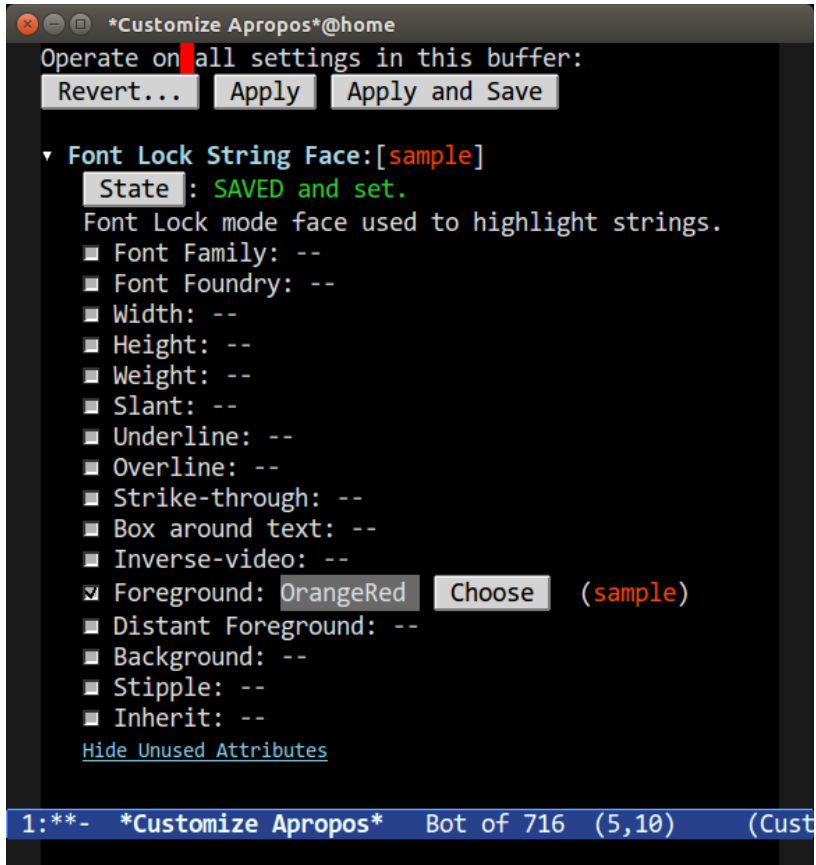 *Customize Apropos*@home
Operate on all settings in this buffer:
Revert... Apply Apply and Save
Font Lock String Face:[sample]
State : SAVED and set.
Font Lock mode face used to highlight strings.
Font Family: --
Font Foundry: --
Width: --
Height: --
Weight: --
Slant: --
Underline: --
Overline: --
Strike-through: --
Box around text: --
Inverse-video: --
Foreground: OrangeRed Choose (sample)
Distant Foreground: --
Background: --
Stipple: --
Inherit: --
Hide Unused Attributes
1:**- *Customize Apropos* Bot of 716 (5,10) (Cust